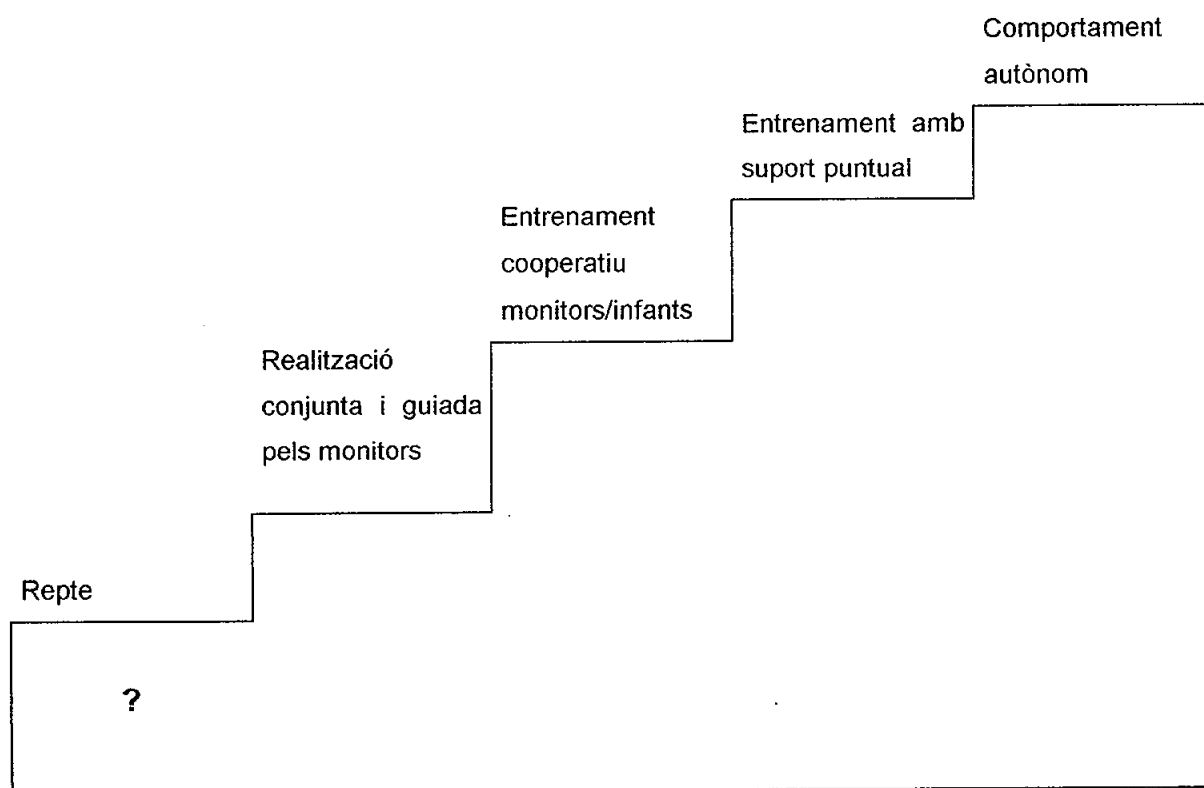 Comportament
autònom
Entrenament amb
suport puntual
Entrenament
cooperatiu
monitors/infants
Realització
conjunta i guiada
pels monitors
Repte
?